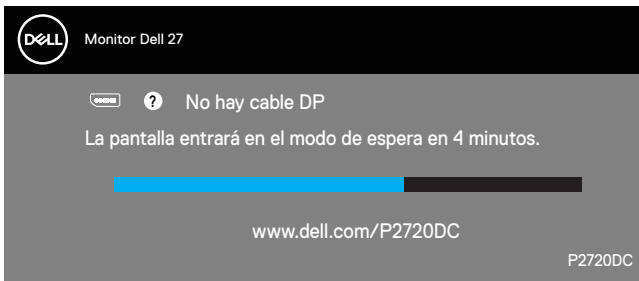 DELL
Monitor Dell 27
? No hay cable DP
La pantalla entrará en el modo de espera en 4 minutos.
www.dell.com/P2720DC
P2720DC